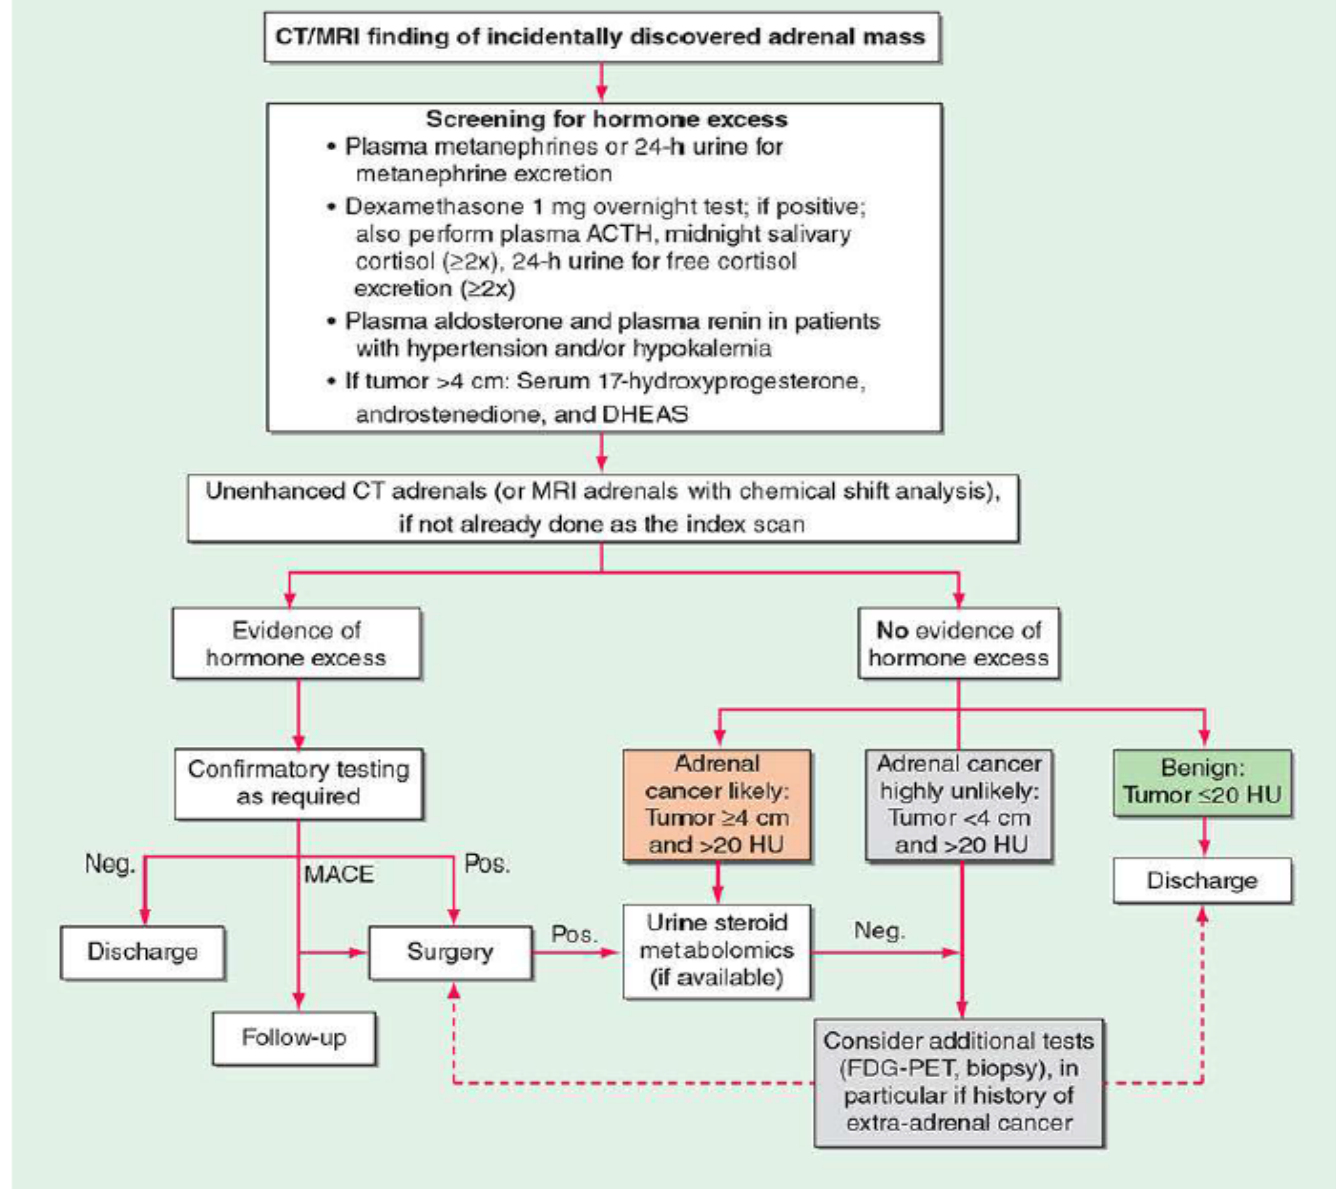 CT/MRI finding of incidentally discovered adrenal mass
Screening for hormone excess
• Plasma metanephrines or 24-h urine for
metanephrine excretion
• Dexamethasone 1 mg overnight test; if positive;
also perform plasma ACTH, midnight salivary
cortisol (≥2x), 24-h urine for free cortisol
excretion (≥2x)
• Plasma aldosterone and plasma renin in patients
with hypertension and/or hypokalemia
• If tumor >4 cm: Serum 17-hydroxyprogesterone,
androstenedione, and DHEAS
Unenhanced CT adrenals (or MRI adrenals with chemical shift analysis),
if not already done as the index scan
Evidence of
hormone excess
No evidence of
hormone excess
Confirmatory testing
as required
Adrenal
cancer likely:
Tumor ≥4 cm
and >20 HU
Adrenal cancer
highly unlikely:
Tumor <4 cm
and >20 HU
Benign:
Tumor ≤20 HU
Neg.
MACE
Pos.
Discharge
Discharge
Surgery
Pos.
Urine steroid
metabolomics
(if available)
Neg.
Follow-up
Consider additional tests
(FDG-PET, biopsy), in
particular if history of
extra-adrenal cancer